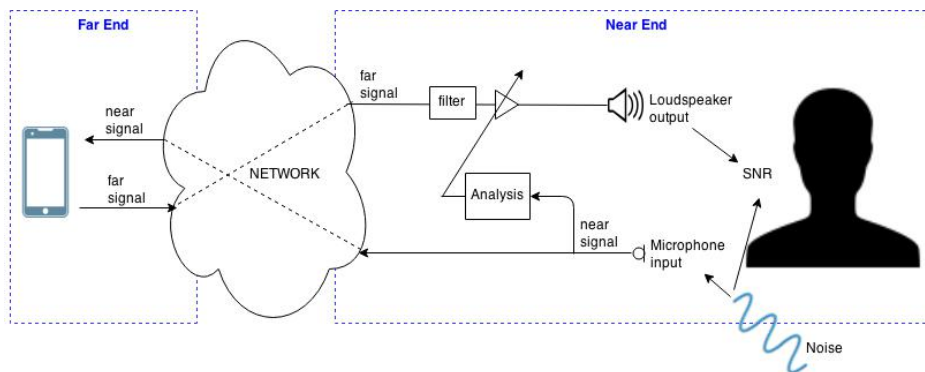 Far End
Near End
far
signal
filter
Loudspeaker
output
near
signal
NETWORK
SNR
far
signal
Analysis
near
signal
Microphone
input
Noise